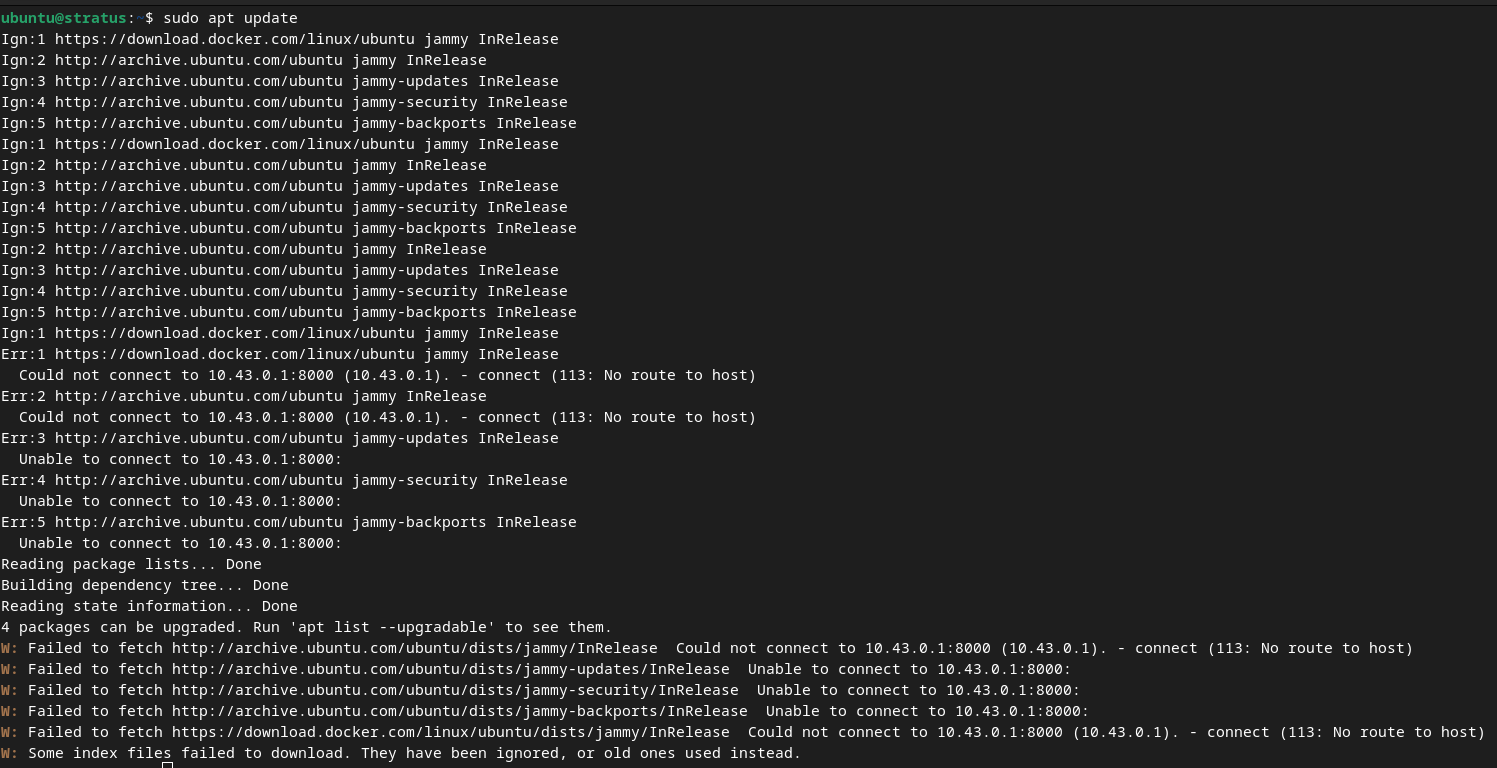 ubuntu@stratus:~$ sudo apt update
Ign:1 https://download.docker.com/linux/ubuntu jammy InRelease
Ign:2 http://archive.ubuntu.com/ubuntu jammy InRelease
Ign:3 http://archive.ubuntu.com/ubuntu jammy-updates InRelease
Ign:4 http://archive.ubuntu.com/ubuntu jammy-security InRelease
Ign:5 http://archive.ubuntu.com/ubuntu jammy-backports InRelease
Ign:1 https://download.docker.com/linux/ubuntu jammy InRelease
Ign:2 http://archive.ubuntu.com/ubuntu jammy InRelease
Ign:3 http://archive.ubuntu.com/ubuntu jammy-updates InRelease
Ign:4 http://archive.ubuntu.com/ubuntu jammy-security InRelease
Ign:5 http://archive.ubuntu.com/ubuntu jammy-backports InRelease
Ign:2 http://archive.ubuntu.com/ubuntu jammy InRelease
Ign:3 http://archive.ubuntu.com/ubuntu jammy-updates InRelease
Ign:4 http://archive.ubuntu.com/ubuntu jammy-security InRelease
Ign:5 http://archive.ubuntu.com/ubuntu jammy-backports InRelease
Ign:1 https://download.docker.com/linux/ubuntu jammy InRelease
Err:1 https://download.docker.com/linux/ubuntu jammy InRelease
  Could not connect to 10.43.0.1:8000 (10.43.0.1). - connect (113: No route to host)
Err:2 http://archive.ubuntu.com/ubuntu jammy InRelease
  Could not connect to 10.43.0.1:8000 (10.43.0.1). - connect (113: No route to host)
Err:3 http://archive.ubuntu.com/ubuntu jammy-updates InRelease
  Unable to connect to 10.43.0.1:8000:
Err:4 http://archive.ubuntu.com/ubuntu jammy-security InRelease
  Unable to connect to 10.43.0.1:8000:
Err:5 http://archive.ubuntu.com/ubuntu jammy-backports InRelease
  Unable to connect to 10.43.0.1:8000:
Reading package lists... Done
Building dependency tree... Done
Reading state information... Done
4 packages can be upgraded. Run 'apt list --upgradable' to see them.
W: Failed to fetch http://archive.ubuntu.com/ubuntu/dists/jammy/InRelease  Could not connect to 10.43.0.1:8000 (10.43.0.1). - connect (113: No route to host)
W: Failed to fetch http://archive.ubuntu.com/ubuntu/dists/jammy-updates/InRelease  Unable to connect to 10.43.0.1:8000:
W: Failed to fetch http://archive.ubuntu.com/ubuntu/dists/jammy-security/InRelease  Unable to connect to 10.43.0.1:8000:
W: Failed to fetch http://archive.ubuntu.com/ubuntu/dists/jammy-backports/InRelease  Unable to connect to 10.43.0.1:8000:
W: Failed to fetch https://download.docker.com/linux/ubuntu/dists/jammy/InRelease  Could not connect to 10.43.0.1:8000 (10.43.0.1). - connect (113: No route to host)
W: Some index files failed to download. They have been ignored, or old ones used instead.